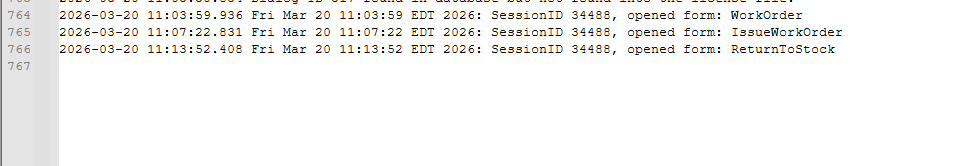 764 2026-03-20 11:03:59.936 Fri Mar 20 11:03:59 EDT 2026: SessionID 34488, opened form: WorkOrder
765 2026-03-20 11:07:22.831 Fri Mar 20 11:07:22 EDT 2026: SessionID 34488, opened form: IssueWorkOrder
766 2026-03-20 11:13:52.408 Fri Mar 20 11:13:52 EDT 2026: SessionID 34488, opened form: ReturnToStock
767